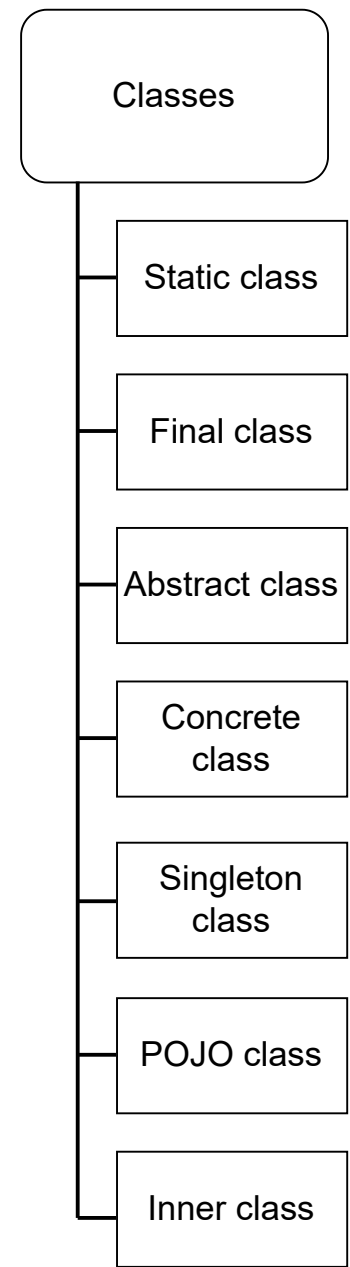 Classes
Static class
Final class
Abstract class
Concrete
class
Singleton
class
POJO class
Inner class